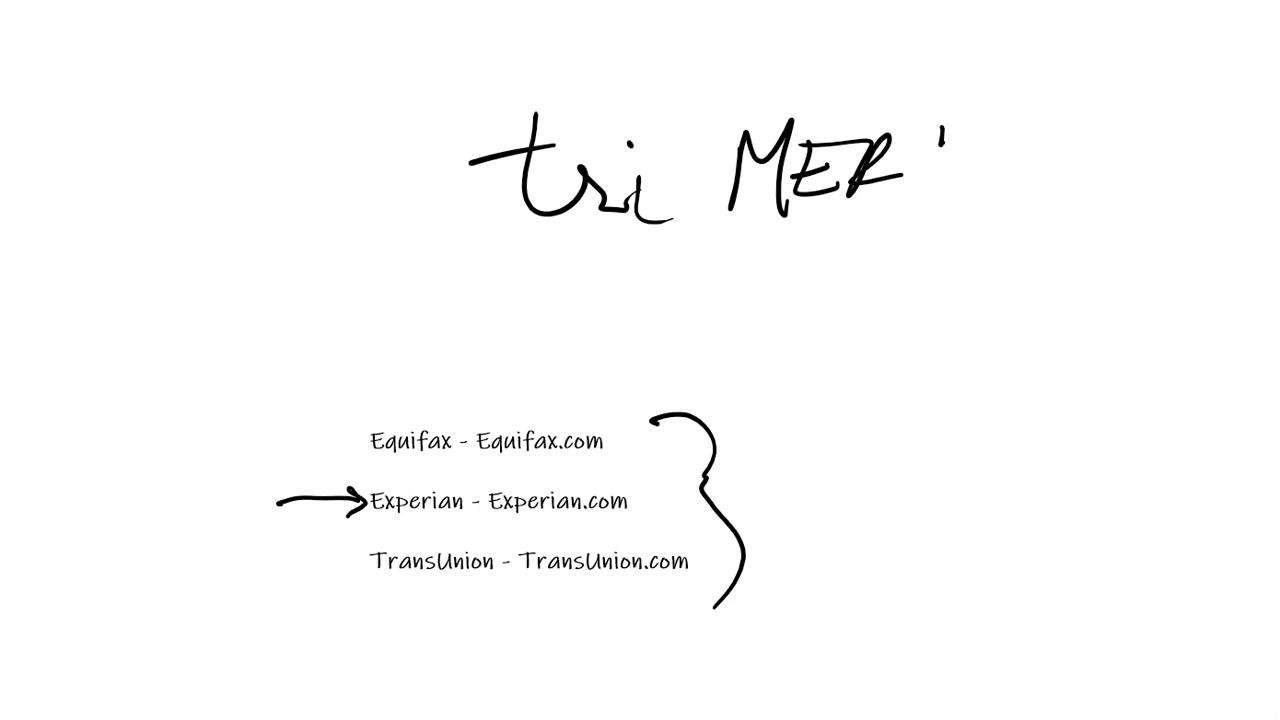 tri MER
Equifax - Equifax.com
Experian - Experian.com
TransUnion - TransUnion.com